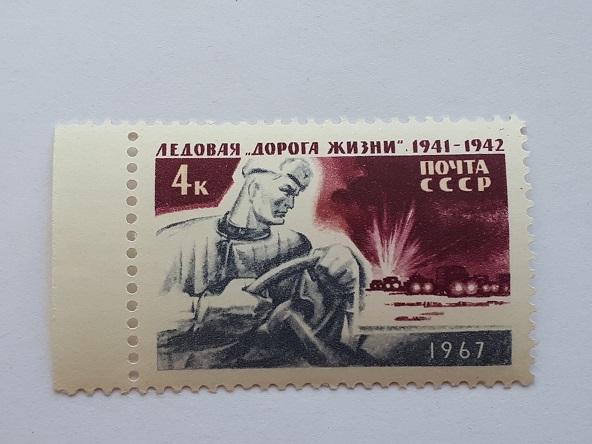 ЛЕДОВАЯ „ДОРОГА ЖИЗНИ". 1941-1942
4к
ПОЧТА
СССР
1967